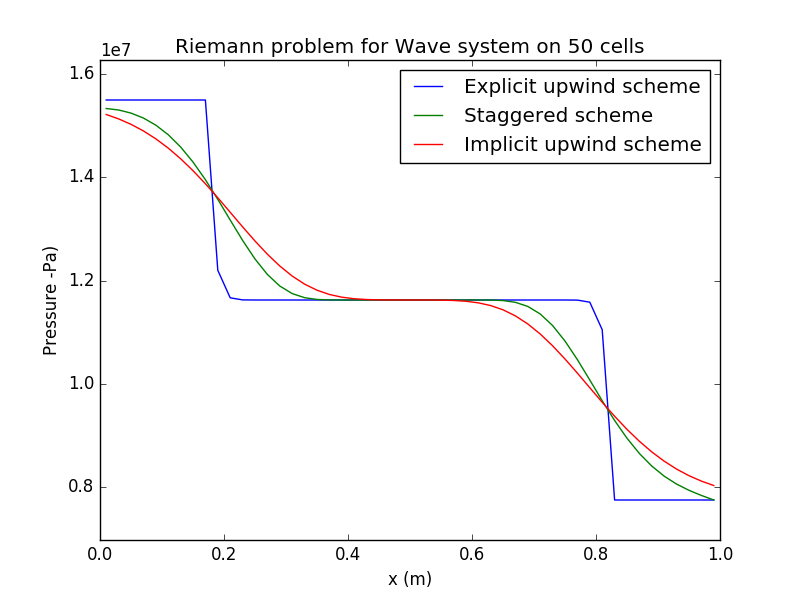 Riemann problem for Wave system on 50 cells
1e7
1.6
1.4
1.2
1.0
0.8
Pressure -Pa)
Explicit upwind scheme
Staggered scheme
Implicit upwind scheme
0.0 0.2 0.4 0.6 0.8 1.0
x (m)